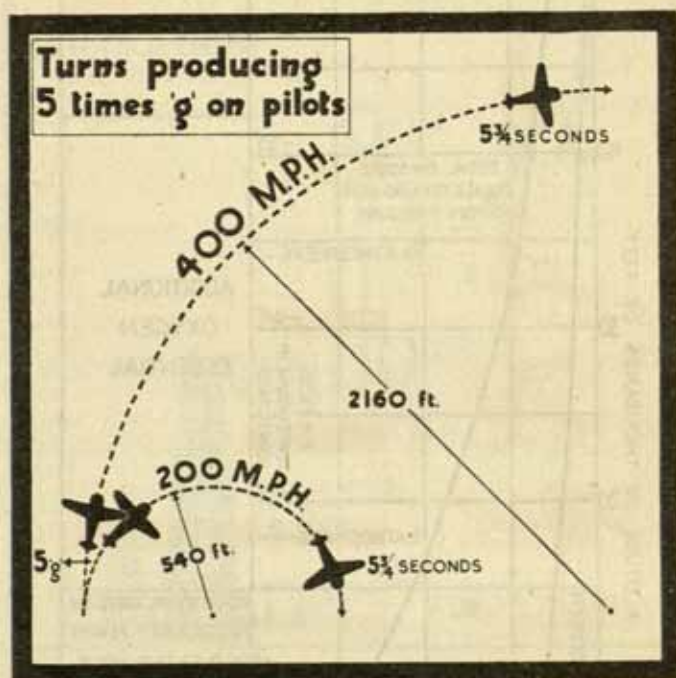 Turns producing
5 times 'g' on pilots
5¾ SECONDS
400 M.P.H.
2160 ft.
200 M.P.H.
5g
540 ft.
5¾ SECONDS